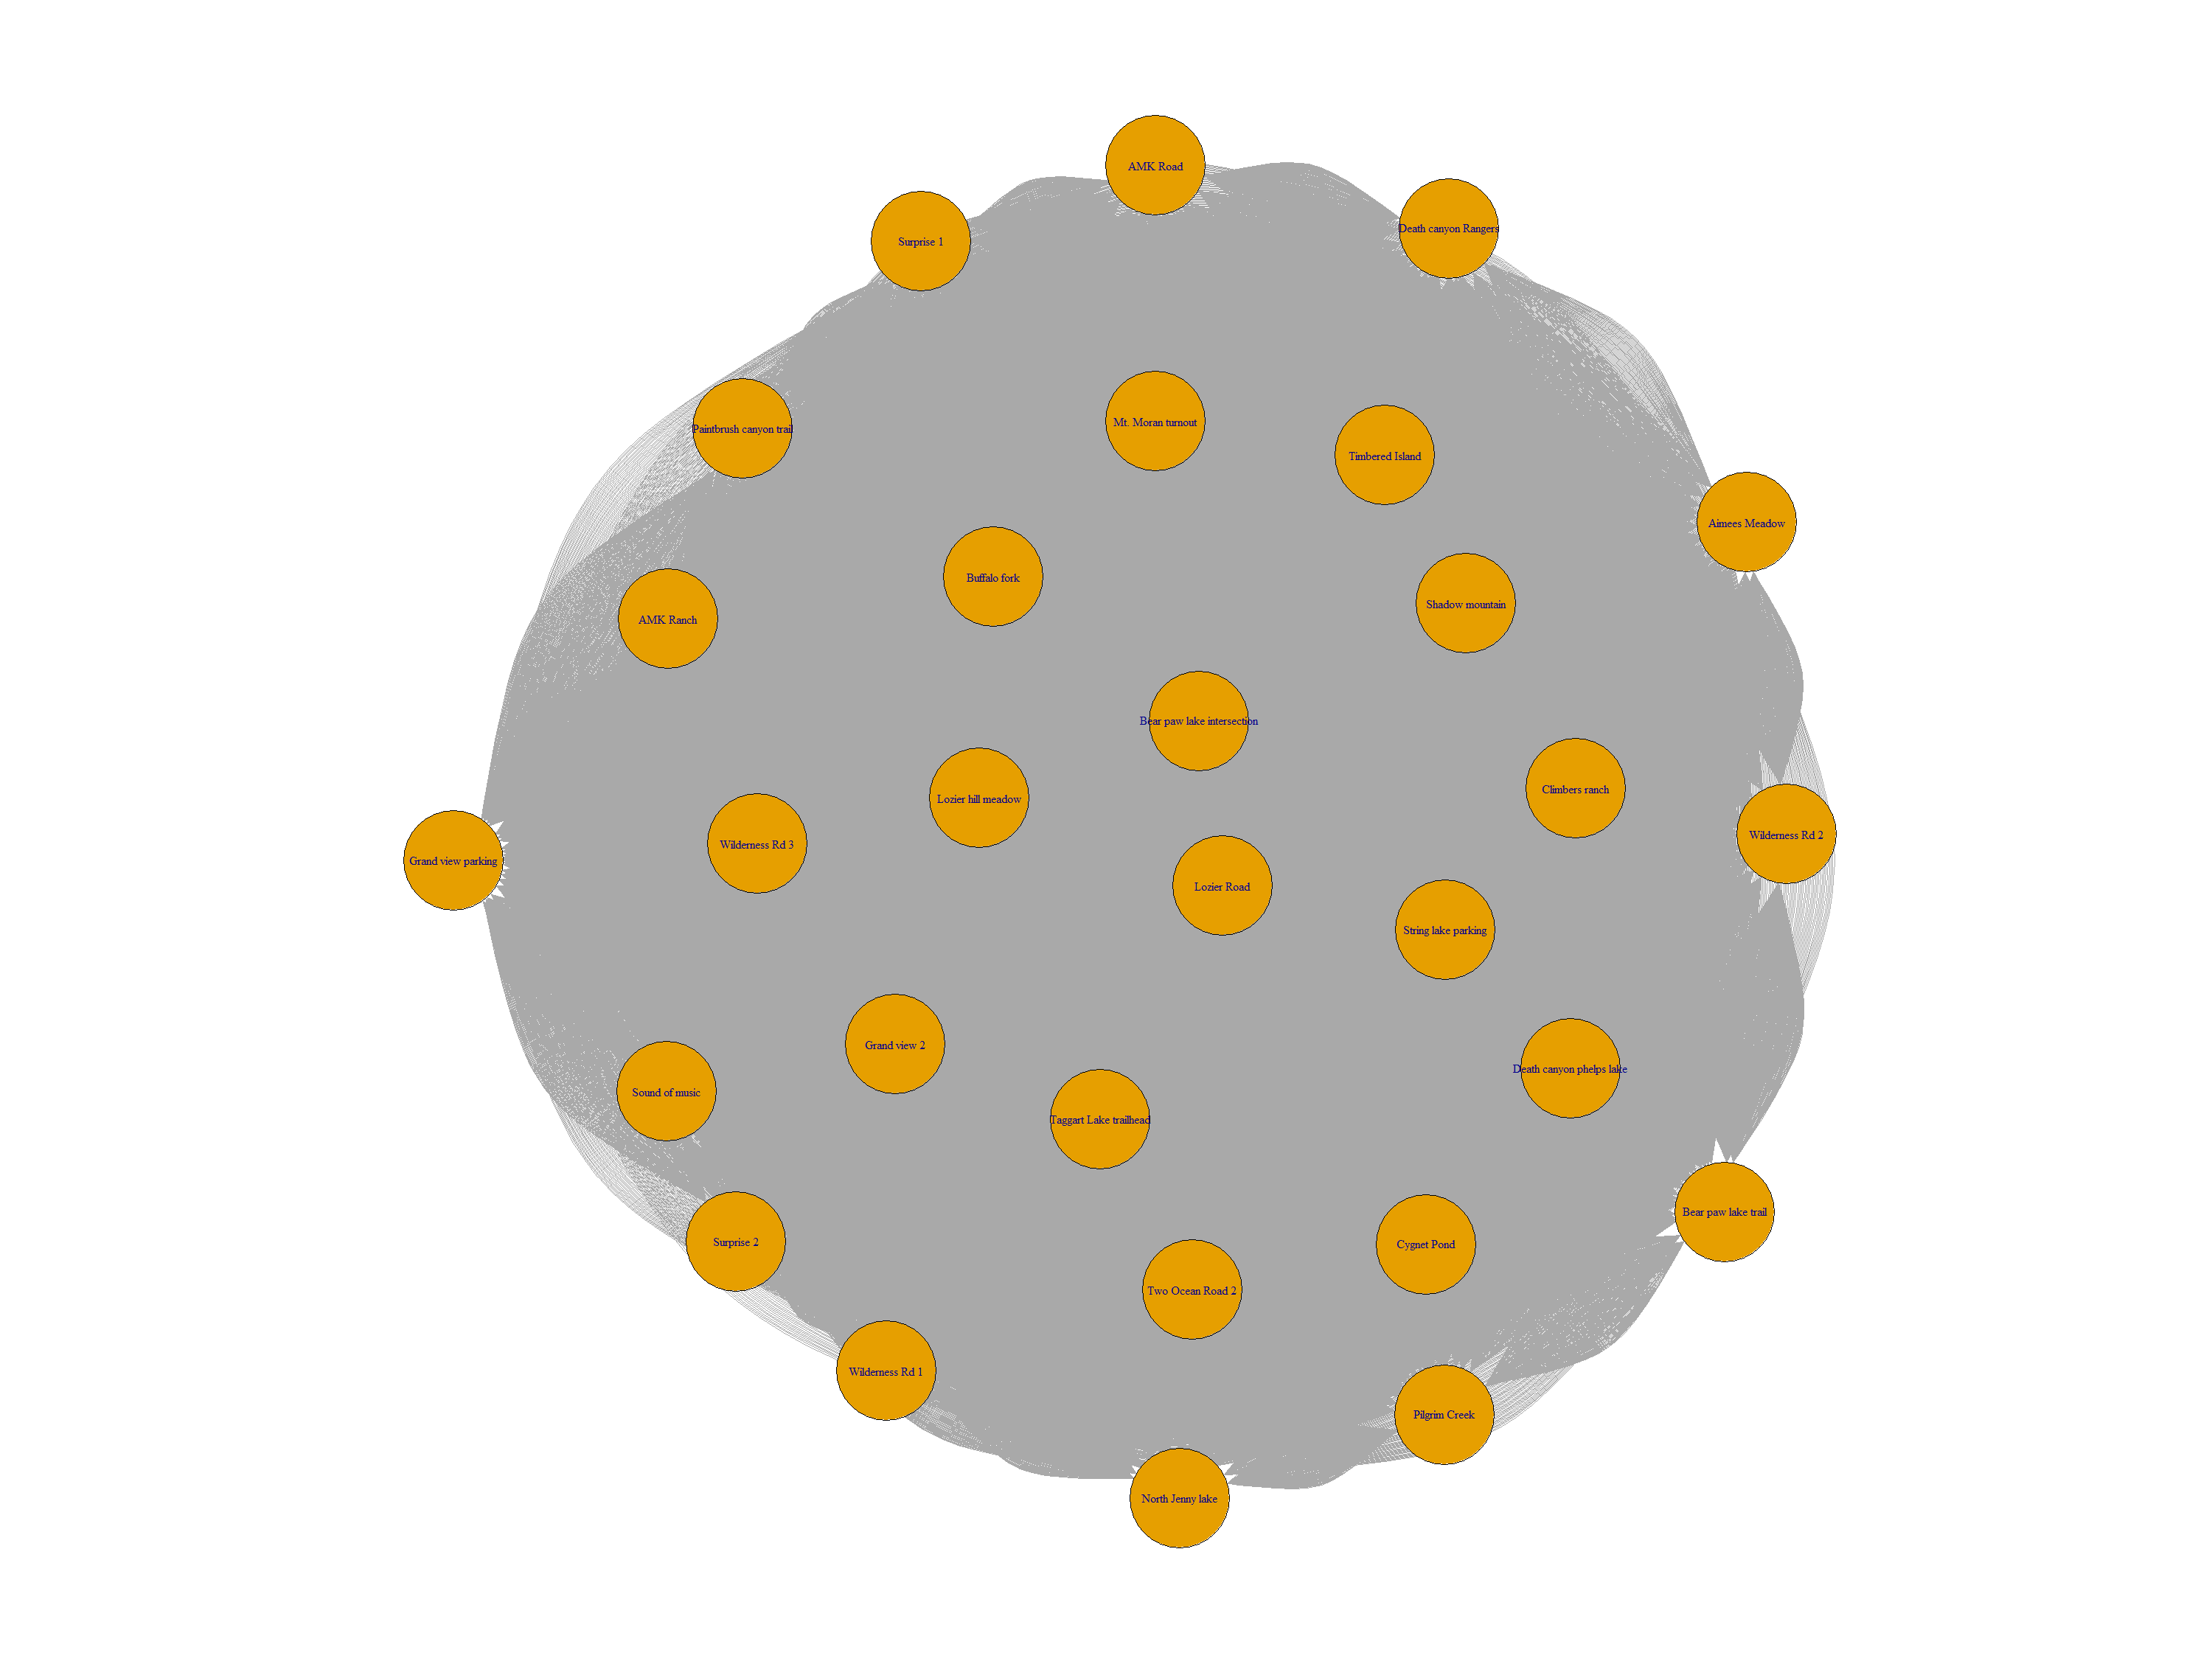 AMK Road
Death canyon Rangers
Surprise 1
Mt. Moran turnout
Paintbrush canyon trail
Timbered Island
Aimees Meadow
Buffalo fork
Shadow mountain
AMK Ranch
Bear paw lake intersection
Climbers ranch
Lozier hill meadow
Wilderness Rd 2
Wilderness Rd 3
Grand view parking
Lozier Road
String lake parking
Grand view 2
Death canyon phelps lake
Sound of music
Taggart Lake trailhead
Bear paw lake trail
Surprise 2
Cygnet Pond
Two Ocean Road 2
Wilderness Rd 1
Pilgrim Creek
North Jenny lake